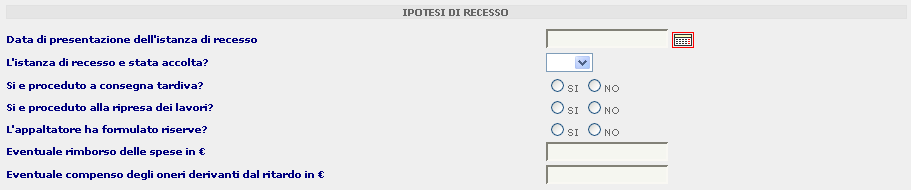 IPOTESI DI RECESSO
Data di presentazione dell'istanza di recesso
L'istanza di recesso e stata accolta?
Si e proceduto a consegna tardiva? SI NO
Si e proceduto alla ripresa dei lavori? SI NO
L'appaltatore ha formulato riserve? SI NO
Eventuale rimborso delle spese in €
Eventuale compenso degli oneri derivanti dal ritardo in €